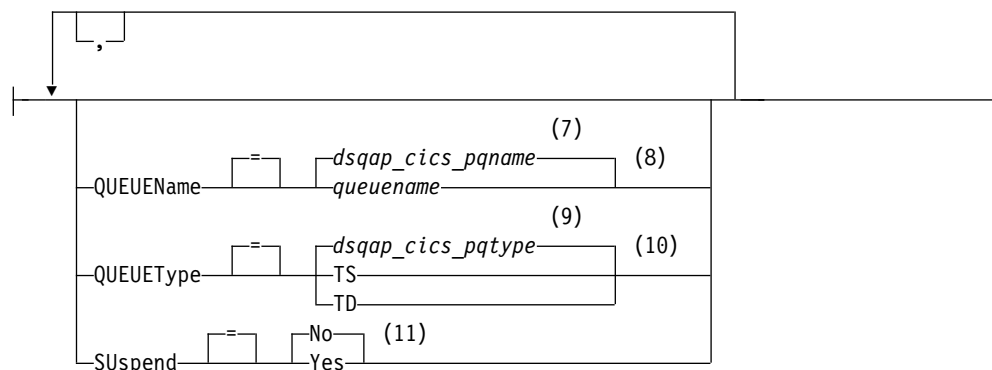 ,
(7)
= dsqap_cics_pqname (8)
QUEUEName queuename
(9)
= dsqap_cics_pqtype (10)
QUEUEType TS
TD
= No (11)
SUspend Yes